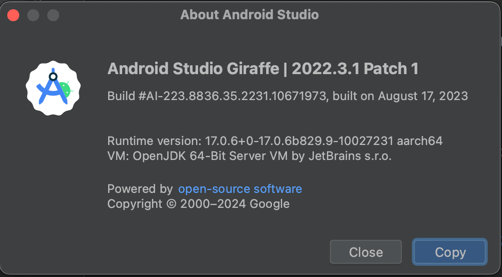 About Android Studio
Android Studio Giraffe | 2022.3.1 Patch 1
Build #AI-223.8836.35.2231.10671973, built on August 17, 2023
Runtime version: 17.0.6+0-17.0.6b829.9-10027231 aarch64
VM: OpenJDK 64-Bit Server VM by JetBrains s.r.o.
Powered by open-source software
Copyright © 2000–2024 Google
Close Copy